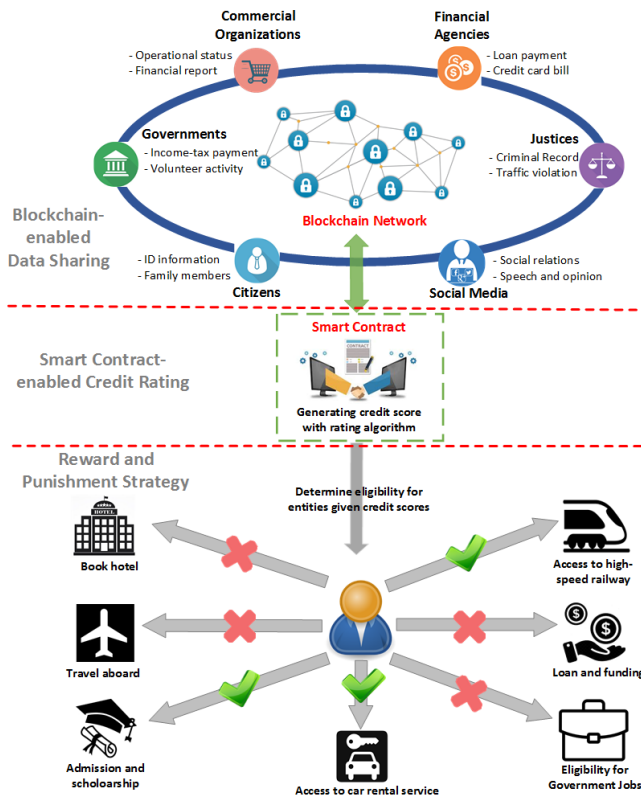 Commercial
Organizations
- Operational status
- Financial report
Financial
Agencies
- Loan payment
- Credit card bill
Governments
- Income-tax payment
- Volunteer activity
Justices
- Criminal Record
- Traffic violation
Blockchain Network
Blockchain-
enabled
Data Sharing
- ID information
- Family members
Citizens
- Social relations
- Speech and opinion
Social Media
Smart Contract-
enabled Credit Rating
Smart Contract
CONTRACT
Generating credit score
with rating algorithm
Reward and
Punishment Strategy
Determine eligibility for
entities given credit scores
HOTEL
Book hotel
Access to high-
speed railway
Travel aboard
Loan and funding
Admission and
scholoarship
Access to car rental service
Eligibility for
Government Jobs